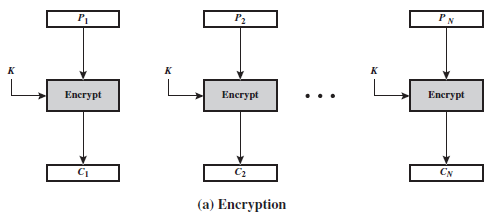 P1 P2 PN
K K K
Encrypt Encrypt . . . Encrypt
C1 C2 CN
(a) Encryption